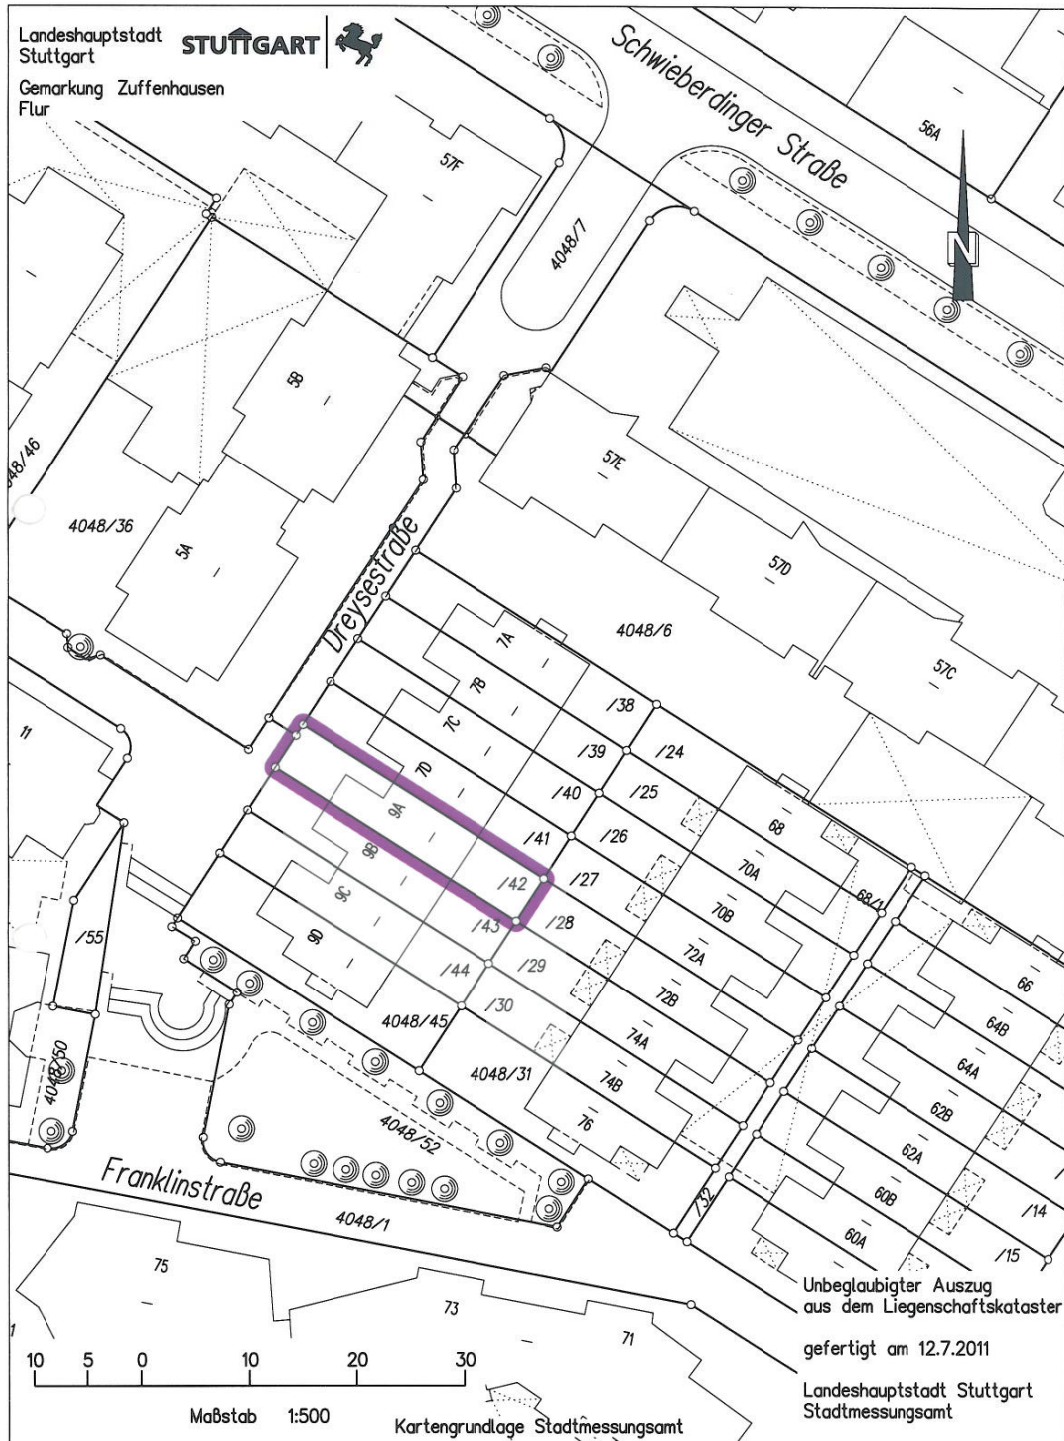 Landeshauptstadt
Stuttgart
STUTTGART
Gemarkung Zuffenhausen
Flur
Schwieberdinger Straße
56A
57F
4048/7
N
5B
57E
4048/36
5A
57D
Dreysestraße
4048/6
57C
7A
7B
7C
7D
/38
/39
/24
/40
/25
/41
/26
68
11
9A
9B
9C
9D
/42
/27
70A
68/1
/43
/28
70B
/44
/29
72A
/55
/30
72B
66
64B
4048/45
74A
64A
4048/31
74B
62B
4048/50
76
62A
4048/52
60B
/14
Franklinstraße
4048/1
/32
60A
/15
75
73
71
Unbeglaubigter Auszug
aus dem Liegenschaftskataster
gefertigt am 12.7.2011
Landeshauptstadt Stuttgart
Stadtmessungsamt
10 5 0 10 20 30
Maßstab 1:500
Kartengrundlage Stadtmessungsamt